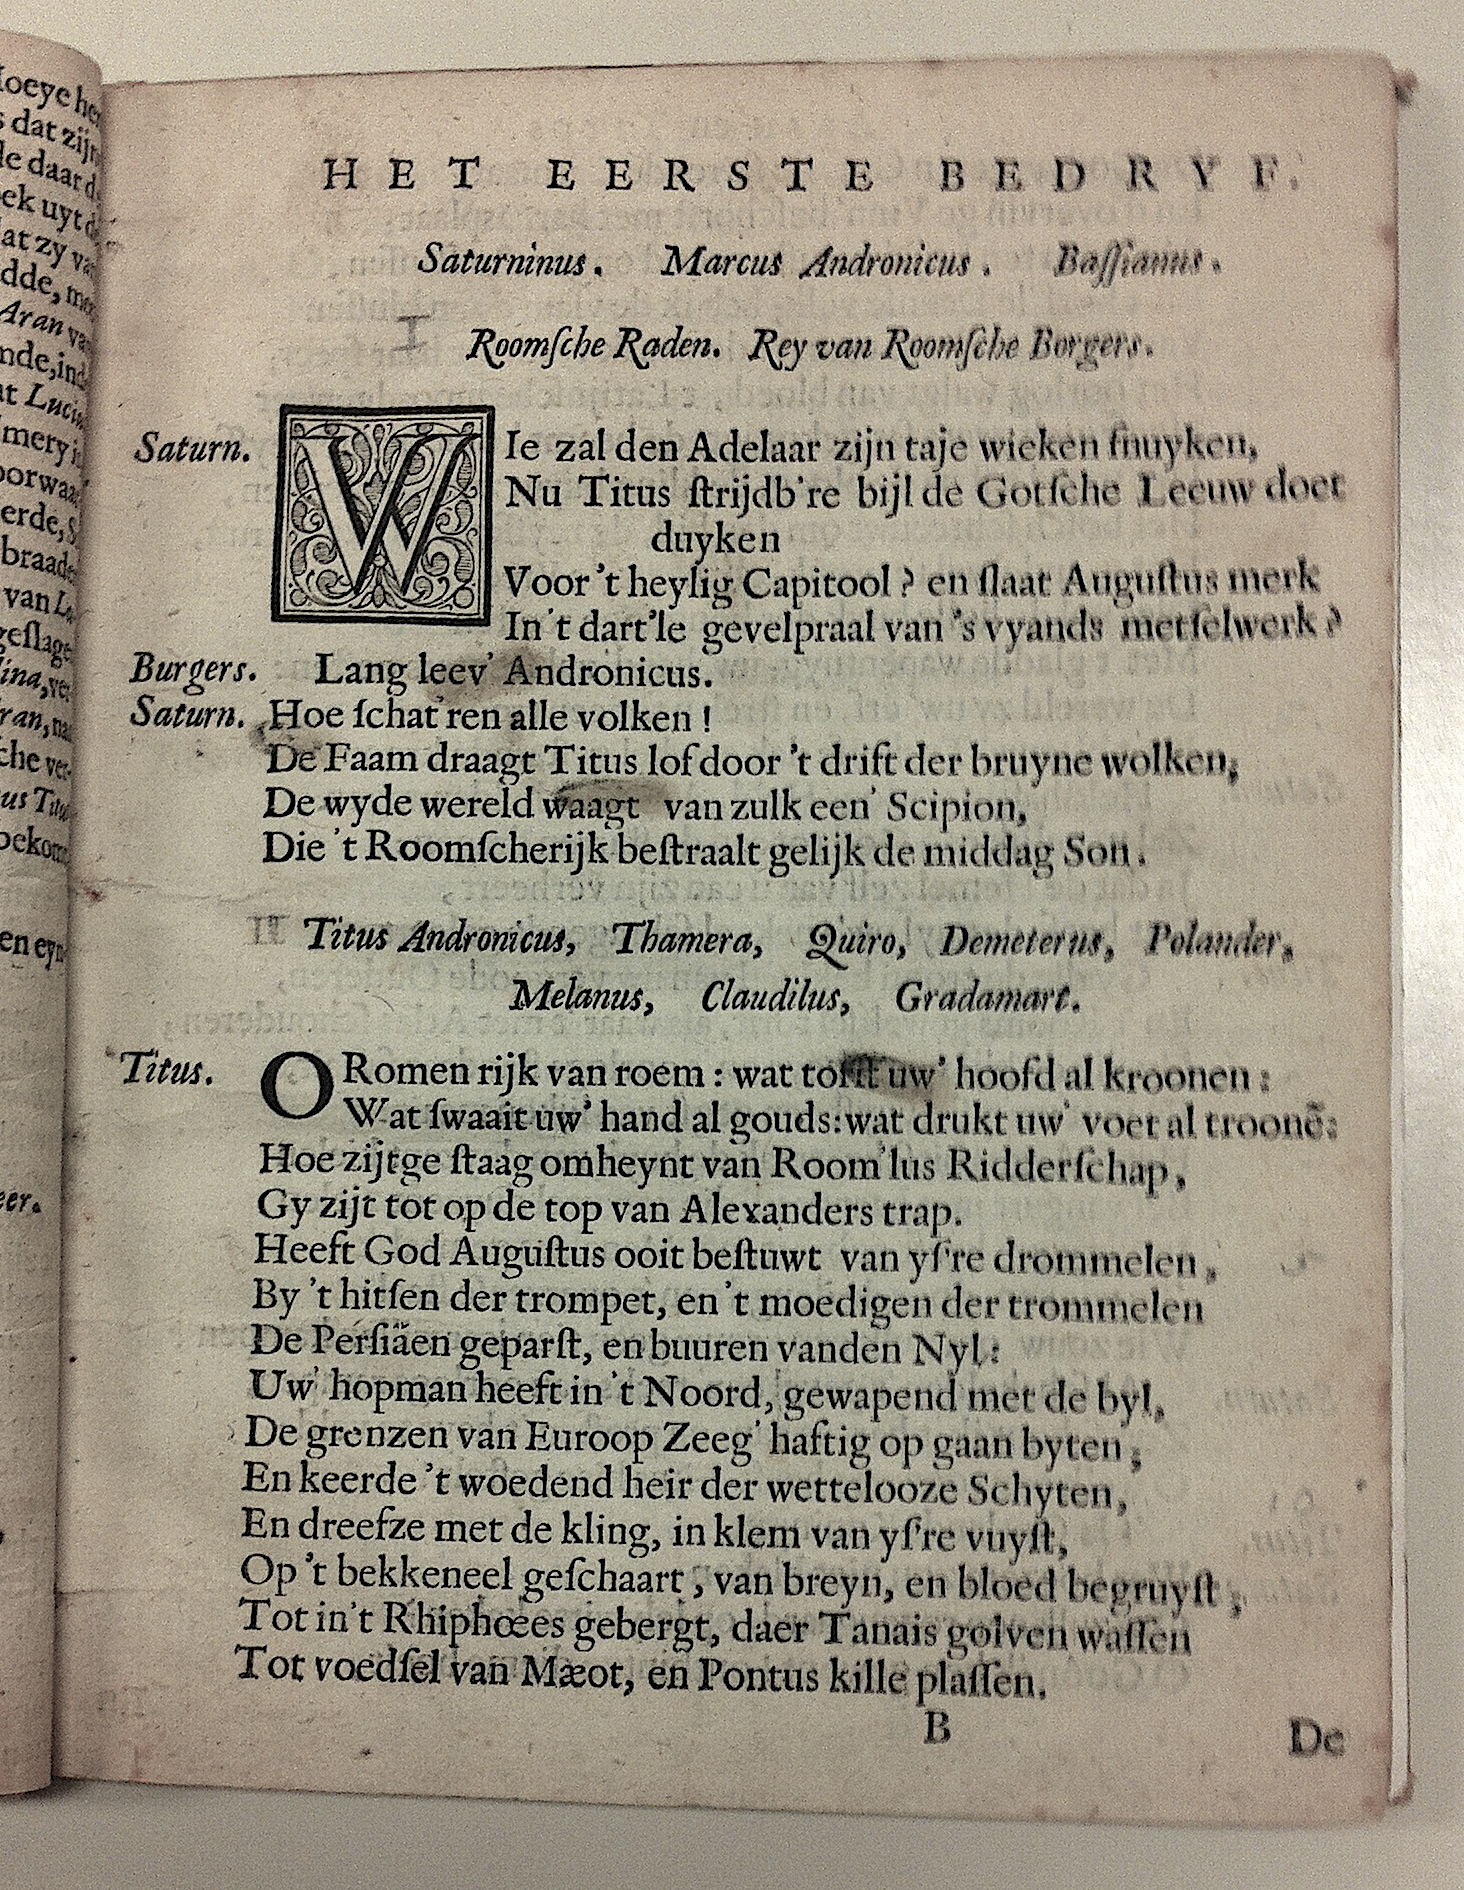 HET EERSTE BEDRYF.
Saturninus. Marcus Andronicus. Baſſianus.
I
Roomſche Raden. Rey van Roomſche Borgers.
Saturn. WIe zal den Adelaar zijn taje wieken ſnuyken,
Nu Titus ſtrijdb're bijl de Gotſche Leeuw doet
duyken
Voor 't heylig Capitool? en ſlaat Auguſtus merk
In't dart'le gevelpraal van 's vyands metſelwerk?
Burgers. Lang leev' Andronicus.
Saturn. Hoe ſchat'ren alle volken!
De Faam draagt Titus lof door 't drift der bruyne wolken,
De wyde wereld waagt van zulk een' Scipion,
Die 't Roomſcherijk beſtraalt gelijk de middag Son.
II
Titus Andronicus, Thamera, Quiro, Demeterus, Polander,
Melanus, Claudilus, Gradamart.
Titus. O Romen rijk van roem: wat torſt uw' hoofd al kroonen:
Wat ſwaait uw' hand al gouds: wat drukt uw' voet al troonē:
Hoe zijtge ſtaag omheynt van Room'lus Ridderſchap,
Gy zijt tot op de top van Alexanders trap.
Heeft God Auguſtus ooit beſtuwt van yſ're drommelen,
By 't hitſen der trompet, en 't moedigen der trommelen
De Perſiäen geparſt, en buuren vanden Nyl:
Uw' hopman heeft in 't Noord, gewapend met de byl,
De grenzen van Euroop Zeeg' haftig op gaan byten,
En keerde 't woedend heir der wettelooze Schyten,
En dreefze met de kling, in klem van yſ're vuyſt,
Op 't bekkeneel geſchaart, van breyn, en bloed begruyſt,
Tot in't Rhiphœes gebergt, daer Tanais golven waſſen
Tot voedſel van Mæot, en Pontus kille plaſſen.
B
De